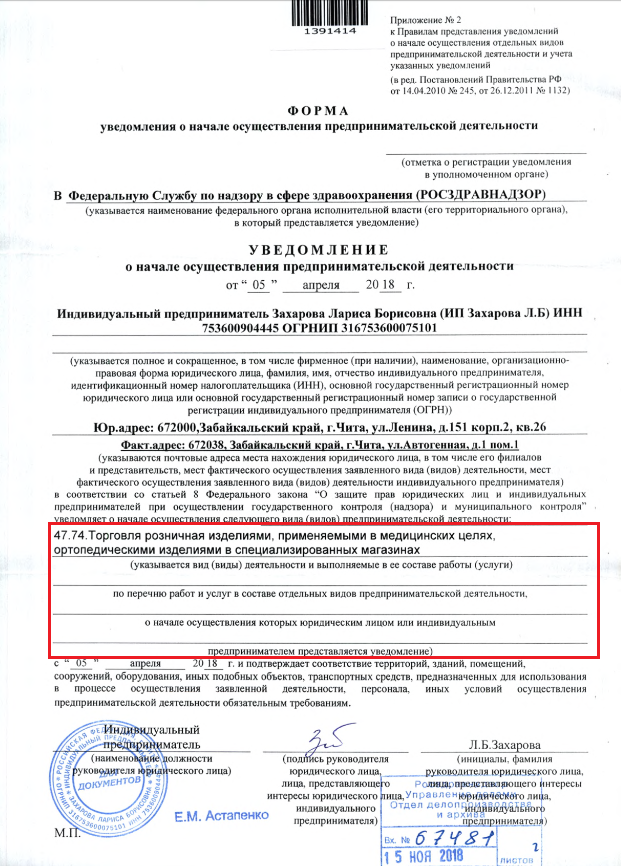 1391414
Приложение № 2
к Правилам представления уведомлений
о начале осуществления отдельных видов
предпринимательской деятельности и учета
указанных уведомлений
(в ред. Постановлений Правительства РФ
от 14.04.2010 № 245, от 26.12.2011 № 1132)
ФОРМА
уведомления о начале осуществления предпринимательской деятельности
(отметка о регистрации уведомления
в уполномоченном органе)
В Федеральную Службу по надзору в сфере здравоохранения (РОСЗДРАВНАДЗОР)
(указывается наименование федерального органа исполнительной власти (его территориального органа),
в который представляется уведомление)
УВЕДОМЛЕНИЕ
о начале осуществления предпринимательской деятельности
от “ 05 ” апреля 20 18 г.
Индивидуальный предприниматель Захарова Лариса Борисовна (ИП Захарова Л.Б) ИНН
753600904445 ОГРНИП 316753600075101
(указывается полное и сокращенное, в том числе фирменное (при наличии), наименование, организационно-
правовая форма юридического лица, фамилия, имя, отчество индивидуального предпринимателя,
идентификационный номер налогоплательщика (ИНН), основной государственный регистрационный номер
юридического лица или основной государственный регистрационный номер записи о государственной
регистрации индивидуального предпринимателя (ОГРН))
Юр.адрес: 672000,Забайкальский край, г.Чита, ул.Ленина, д.151 корп.2, кв.26
Факт.адрес: 672038, Забайкальский край, г.Чита, ул.Автогенная, д.1 пом.1
(указываются почтовые адреса места нахождения юридического лица, в том числе его филиалов
и представительств, мест фактического осуществления заявленного вида (видов) деятельности, мест
фактического осуществления заявленного вида (видов) деятельности индивидуального предпринимателя)
в соответствии со статьей 8 Федерального закона “О защите прав юридических лиц и индивидуальных
предпринимателей при осуществлении государственного контроля (надзора) и муниципального контроля”
уведомляет о начале осуществления следующего вида (видов) предпринимательской деятельности:
47.74.Торговля розничная изделиями, применяемыми в медицинских целях,
ортопедическими изделиями в специализированных магазинах
(указывается вид (виды) деятельности и выполняемые в ее составе работы (услуги)
по перечню работ и услуг в составе отдельных видов предпринимательской деятельности,
о начале осуществления которых юридическим лицом или индивидуальным
предпринимателем представляется уведомление)
с “ 05 ” апреля 20 18 г. и подтверждает соответствие территорий, зданий, помещений,
сооружений, оборудования, иных подобных объектов, транспортных средств, предназначенных для использования
в процессе осуществления заявленной деятельности, персонала, иных условий осуществления
предпринимательской деятельности обязательным требованиям.
Индивидуальный
предприниматель
Л.Б.Захарова
(наименование должности
руководителя юридического лица)
(подпись руководителя
юридического лица,
лица, представляющего
интересы юридического лица,
индивидуального
предпринимателя)
(инициалы, фамилия
руководителя юридического лица,
лица, представляющего интересы
юридического лица,
индивидуального
предпринимателя)
ДЛЯ
ДОКУМЕНТОВ
Е.М. Астапенко
М.П.
Управление делами
Отдел делопроизводства
и архива
Вх. № 67481
15 НОЯ 2018
2
листов